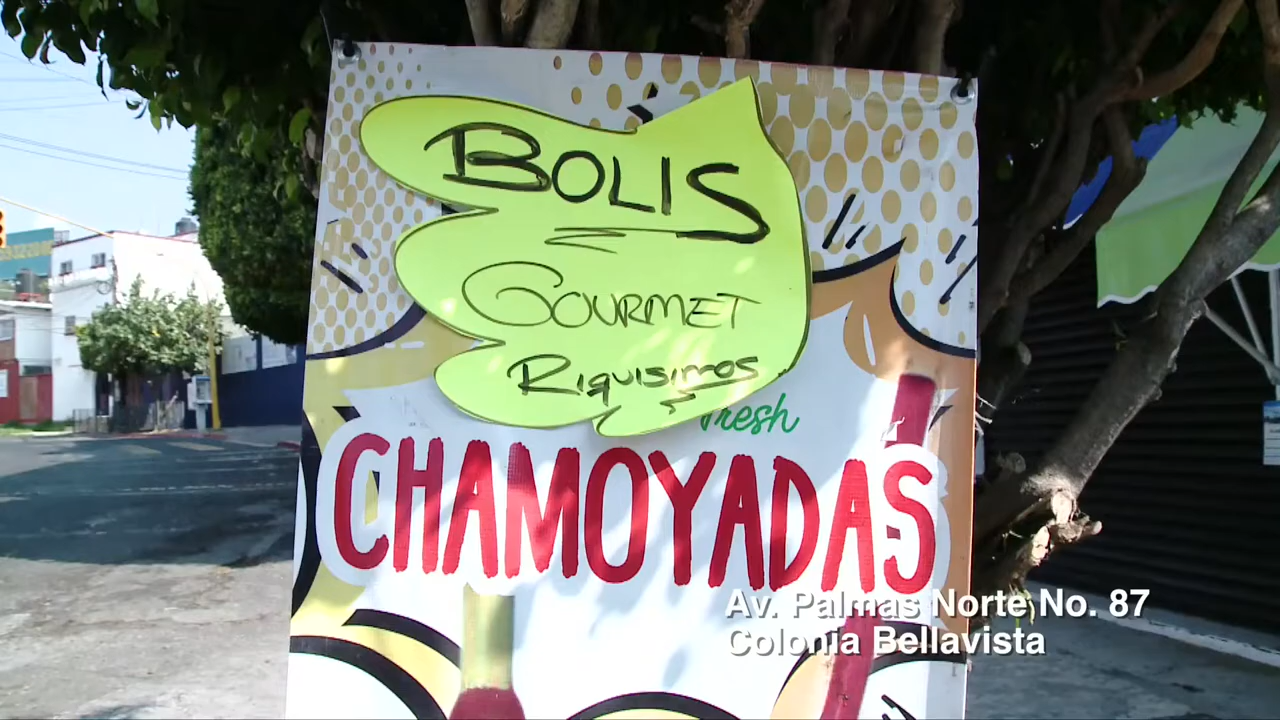 BOLIS
GOURMET
RIQUISIMOS
fresh
CHAMOYADAS
Av. Palmas Norte No. 87
Colonia Bellavista